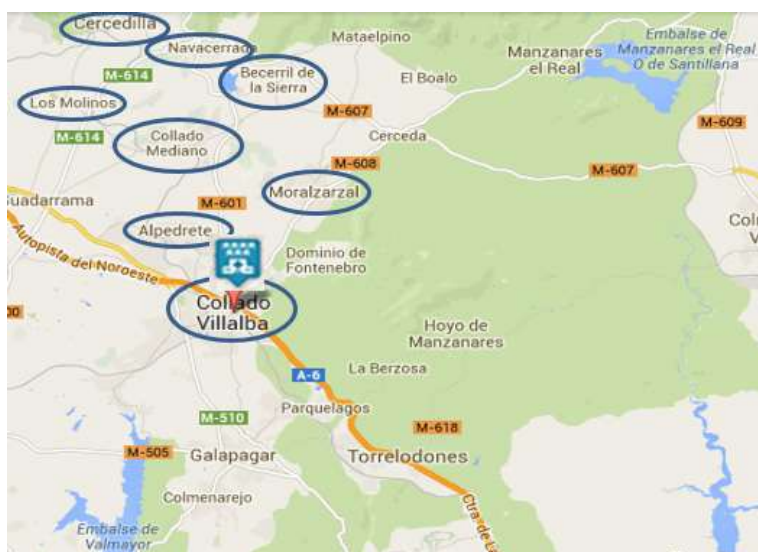 Cercedilla
Navacerrada
Mataelpino
Embalse de
Manzanares el Real
O de Santillana
Manzanares
el Real
M-614
Becerril de
la Sierra
El Boalo
Los Molinos
M-607
M-609
M-614
Collado
Mediano
Cerceda
M-608
M-607
Moralzarzal
M-601
Alpedrete
Autopista del Noroeste
Dominio de
Fontenebro
Collado
Villalba
Hoyo de
Manzanares
La Berzosa
A-6
Parquelagos
M-510
M-618
M-505
Galapagar
Torrelodones
Colmenarejo
Embalse de
Valmayor